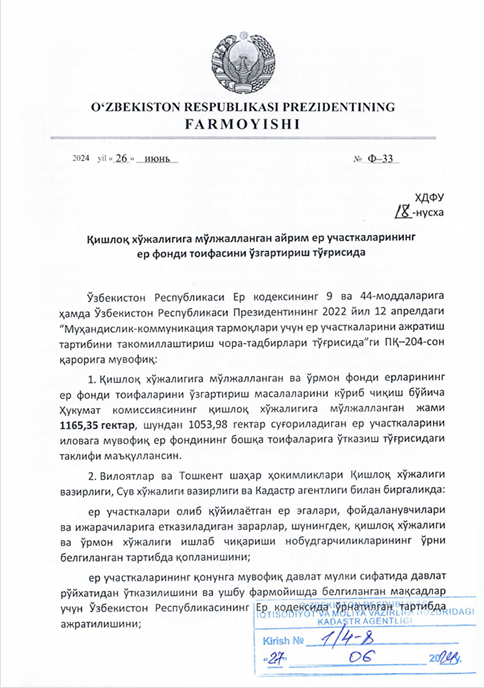 O‘ZBEKISTON RESPUBLIKASI PREZIDENTINING
FARMOYISHI
2024 yil « 26 » июнь № Ф–33
ХДФУ
18-нусха
Қишлоқ хўжалигига мўлжалланган айрим ер участкаларининг
ер фонди тоифасини ўзгартириш тўғрисида
Ўзбекистон Республикаси Ер кодексининг 9 ва 44-моддаларига
ҳамда Ўзбекистон Республикаси Президентининг 2022 йил 12 апрелдаги
“Муҳандислик-коммуникация тармоқлари учун ер участкаларини ажратиш
тартибини такомиллаштириш чора-тадбирлари тўғрисида”ги ПҚ–204-сон
қарорига мувофиқ:
1. Қишлоқ хўжалигига мўлжалланган ва ўрмон фонди ерларининг
ер фонди тоифаларини ўзгартириш масалаларини кўриб чиқиш бўйича
Ҳукумат комиссиясининг қишлоқ хўжалигига мўлжалланган жами
1165,35 гектар, шундан 1053,98 гектар суғориладиган ер участкаларини
иловага мувофиқ ер фондининг бошқа тоифаларига ўтказиш тўғрисидаги
таклифи маъқуллансин.
2. Вилоятлар ва Тошкент шаҳар ҳокимликлари Қишлоқ хўжалиги
вазирлиги, Сув хўжалиги вазирлиги ва Кадастр агентлиги билан биргаликда:
ер участкалари олиб қўйилаётган ер эгалари, фойдаланувчилари
ва ижарачиларига етказиладиган зарарлар, шунингдек, қишлоқ хўжалиги
ва ўрмон хўжалиги ишлаб чиқариши нобудгарчиликларининг ўрни
белгиланган тартибда қопланишини;
ер участкаларининг қонунга мувофиқ давлат мулки сифатида давлат
рўйхатидан ўтказилишини ва ушбу фармойишда белгиланган мақсадлар
учун Ўзбекистон Республикасининг Ер кодексида ўрнатилган тартибда
ажратилишини;
IQTISODIYOT VA MOLIYA VAZIRLIGI HUZURIDAGI
KADASTR AGENTLIGI
Kirish № 1/4-8
«27» 06 2024 y.